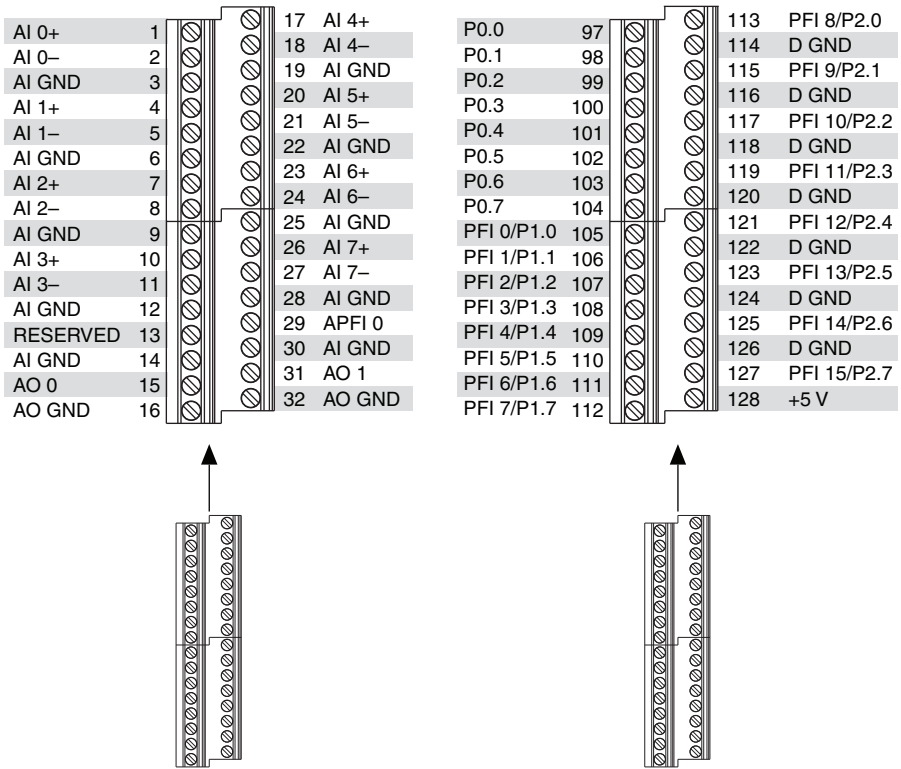 AI 0+ 1
AI 0– 2
AI GND 3
AI 1+ 4
AI 1– 5
AI GND 6
AI 2+ 7
AI 2– 8
AI GND 9
AI 3+ 10
AI 3– 11
AI GND 12
RESERVED 13
AI GND 14
AO 0 15
AO GND 16
17 AI 4+
18 AI 4–
19 AI GND
20 AI 5+
21 AI 5–
22 AI GND
23 AI 6+
24 AI 6–
25 AI GND
26 AI 7+
27 AI 7–
28 AI GND
29 APFI 0
30 AI GND
31 AO 1
32 AO GND
P0.0 97
P0.1 98
P0.2 99
P0.3 100
P0.4 101
P0.5 102
P0.6 103
P0.7 104
PFI 0/P1.0 105
PFI 1/P1.1 106
PFI 2/P1.2 107
PFI 3/P1.3 108
PFI 4/P1.4 109
PFI 5/P1.5 110
PFI 6/P1.6 111
PFI 7/P1.7 112
113 PFI 8/P2.0
114 D GND
115 PFI 9/P2.1
116 D GND
117 PFI 10/P2.2
118 D GND
119 PFI 11/P2.3
120 D GND
121 PFI 12/P2.4
122 D GND
123 PFI 13/P2.5
124 D GND
125 PFI 14/P2.6
126 D GND
127 PFI 15/P2.7
128 +5 V